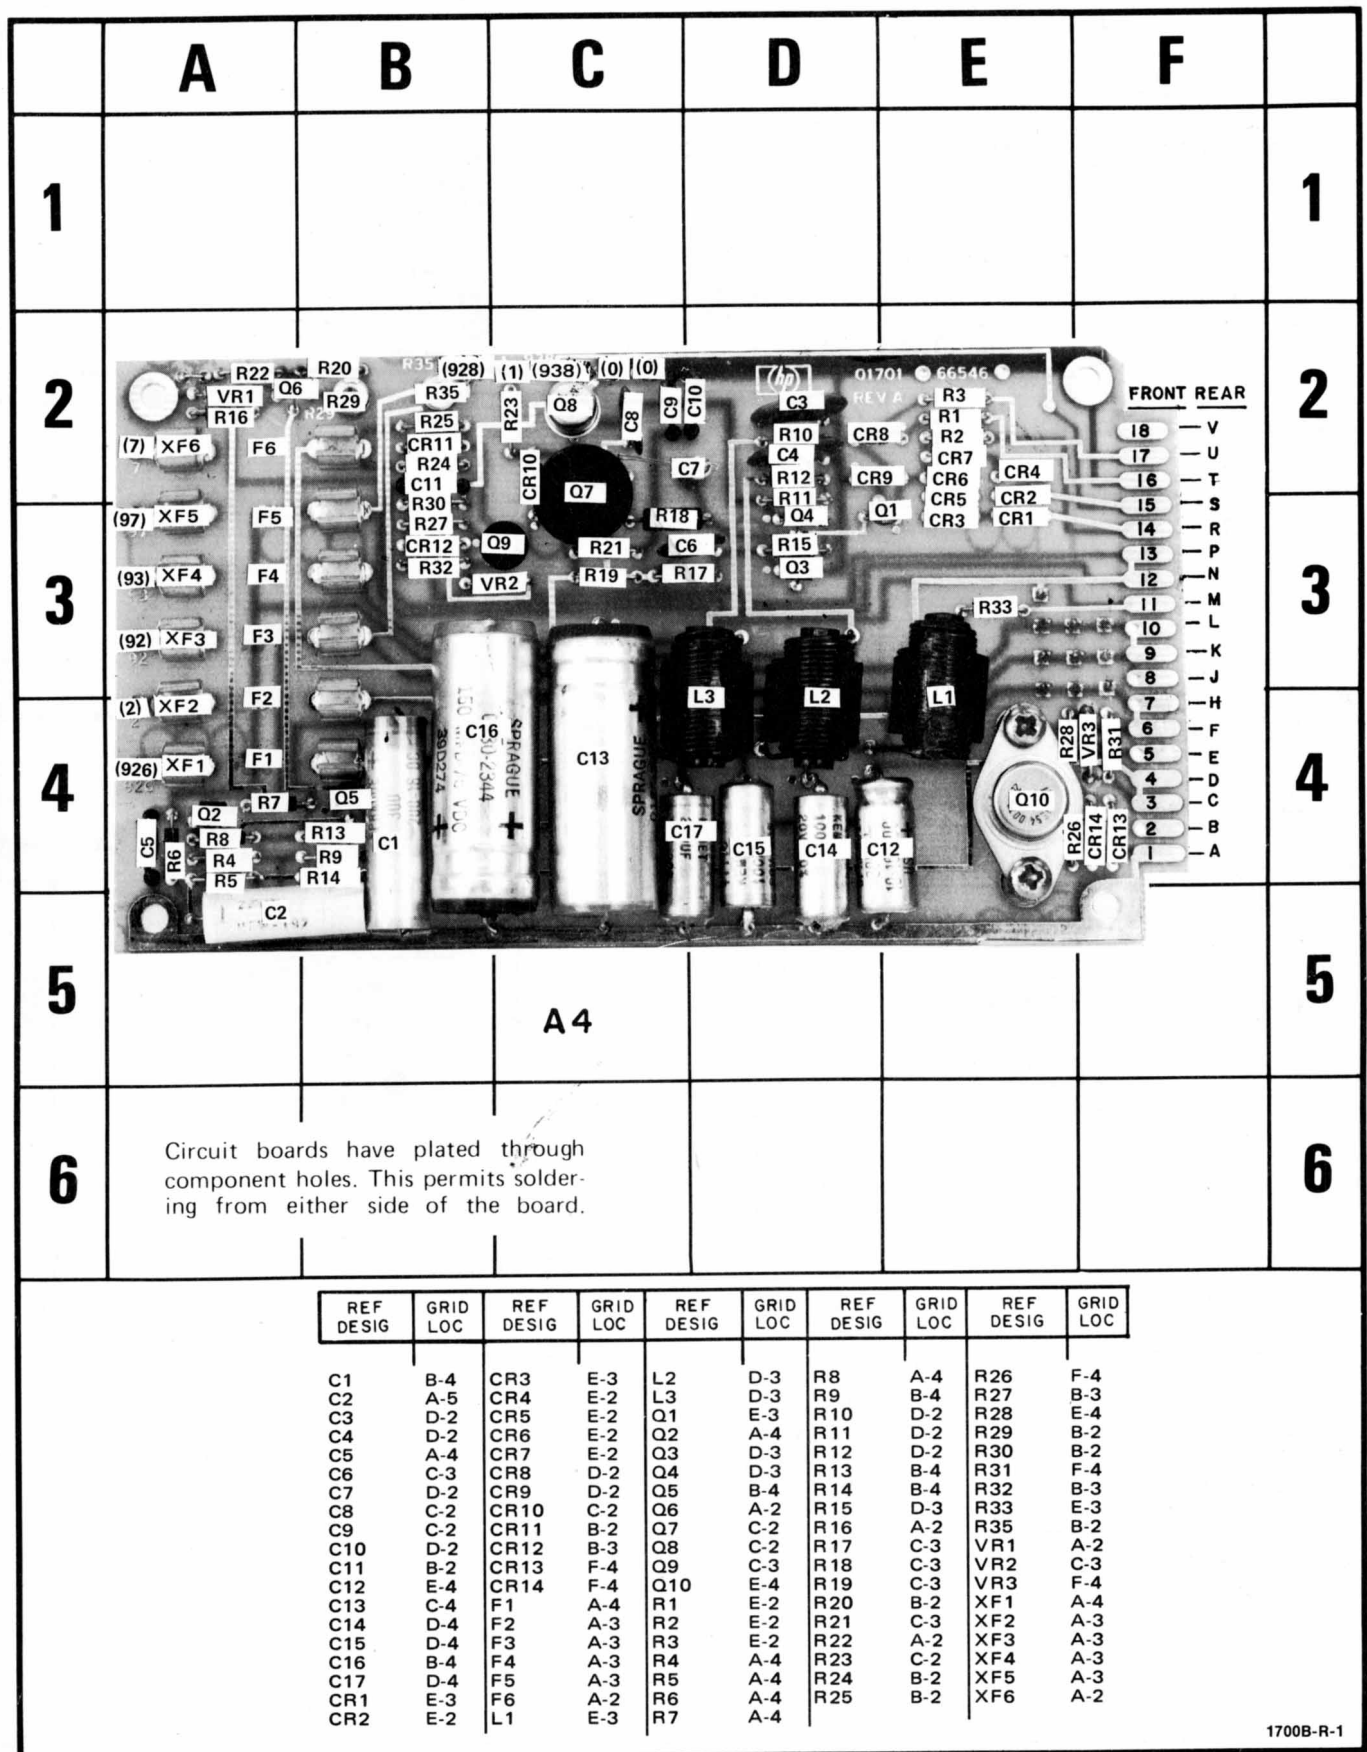 A B C D E F
1 1
2 2
3 3
4 4
5 5
6 6
R22 R20 R35 (928) (1) (938) (0) (0)
VR1 Q6 R29 R35 R23 Q8 C8 C9 C10
R16 R29
hp
Q1701 66546
REV A
C3 R3
R25 R10 CR8 R1
CR11 C4 R2
R24 C7 CR7
C11 CR10 Q7 R12 CR9 CR6 CR4
R30 R11 CR5 CR2
R27 R18 Q4 Q1 CR3 CR1
CR12 Q9 R21 C6 R15
R32 R19 R17 Q3
VR2 R33
(7) XF6 F6
(97) XF5 F5
(93) XF4 F4
(92) XF3 F3
(2) XF2 F2
(926) XF1 F1
L3 L2 L1
C16 C13
SPRAGUE
39D274
SPRAGUE
R28 VR3 R31
Q2 R7 Q5 Q10
C5 R6 R8 R13 C1 C17 C15 C14 C12 R26 CR14 CR13
R4 R9
R5 R14
C2
FRONT REAR
18 V
17 U
16 T
15 S
14 R
13 P
12 N
11 M
10 L
9 K
8 J
7 H
6 F
5 E
4 D
3 C
2 B
1 A
A4
Circuit boards have plated through
component holes. This permits solder-
ing from either side of the board.
REF DESIG GRID LOC REF DESIG GRID LOC REF DESIG GRID LOC REF DESIG GRID LOC REF DESIG GRID LOC
C1 B-4 CR3 E-3 L2 D-3 R8 A-4 R26 F-4
C2 A-5 CR4 E-2 L3 D-3 R9 B-4 R27 B-3
C3 D-2 CR5 E-2 Q1 E-3 R10 D-2 R28 E-4
C4 D-2 CR6 E-2 Q2 A-4 R11 D-2 R29 B-2
C5 A-4 CR7 E-2 Q3 D-3 R12 D-2 R30 B-2
C6 C-3 CR8 D-2 Q4 D-3 R13 B-4 R31 F-4
C7 D-2 CR9 D-2 Q5 B-4 R14 B-4 R32 B-3
C8 C-2 CR10 C-2 Q6 A-2 R15 D-3 R33 E-3
C9 C-2 CR11 B-2 Q7 C-2 R16 A-2 R35 B-2
C10 D-2 CR12 B-3 Q8 C-2 R17 C-3 VR1 A-2
C11 B-2 CR13 F-4 Q9 C-3 R18 C-3 VR2 C-3
C12 E-4 CR14 F-4 Q10 E-4 R19 C-3 VR3 F-4
C13 C-4 F1 A-4 R1 E-2 R20 B-2 XF1 A-4
C14 D-4 F2 A-3 R2 E-2 R21 C-3 XF2 A-3
C15 D-4 F3 A-3 R3 E-2 R22 A-2 XF3 A-3
C16 B-4 F4 A-3 R4 A-4 R23 C-2 XF4 A-3
C17 D-4 F5 A-3 R5 A-4 R24 B-2 XF5 A-3
CR1 E-3 F6 A-2 R6 A-4 R25 B-2 XF6 A-2
CR2 E-2 L1 E-3 R7 A-4
1700B-R-1